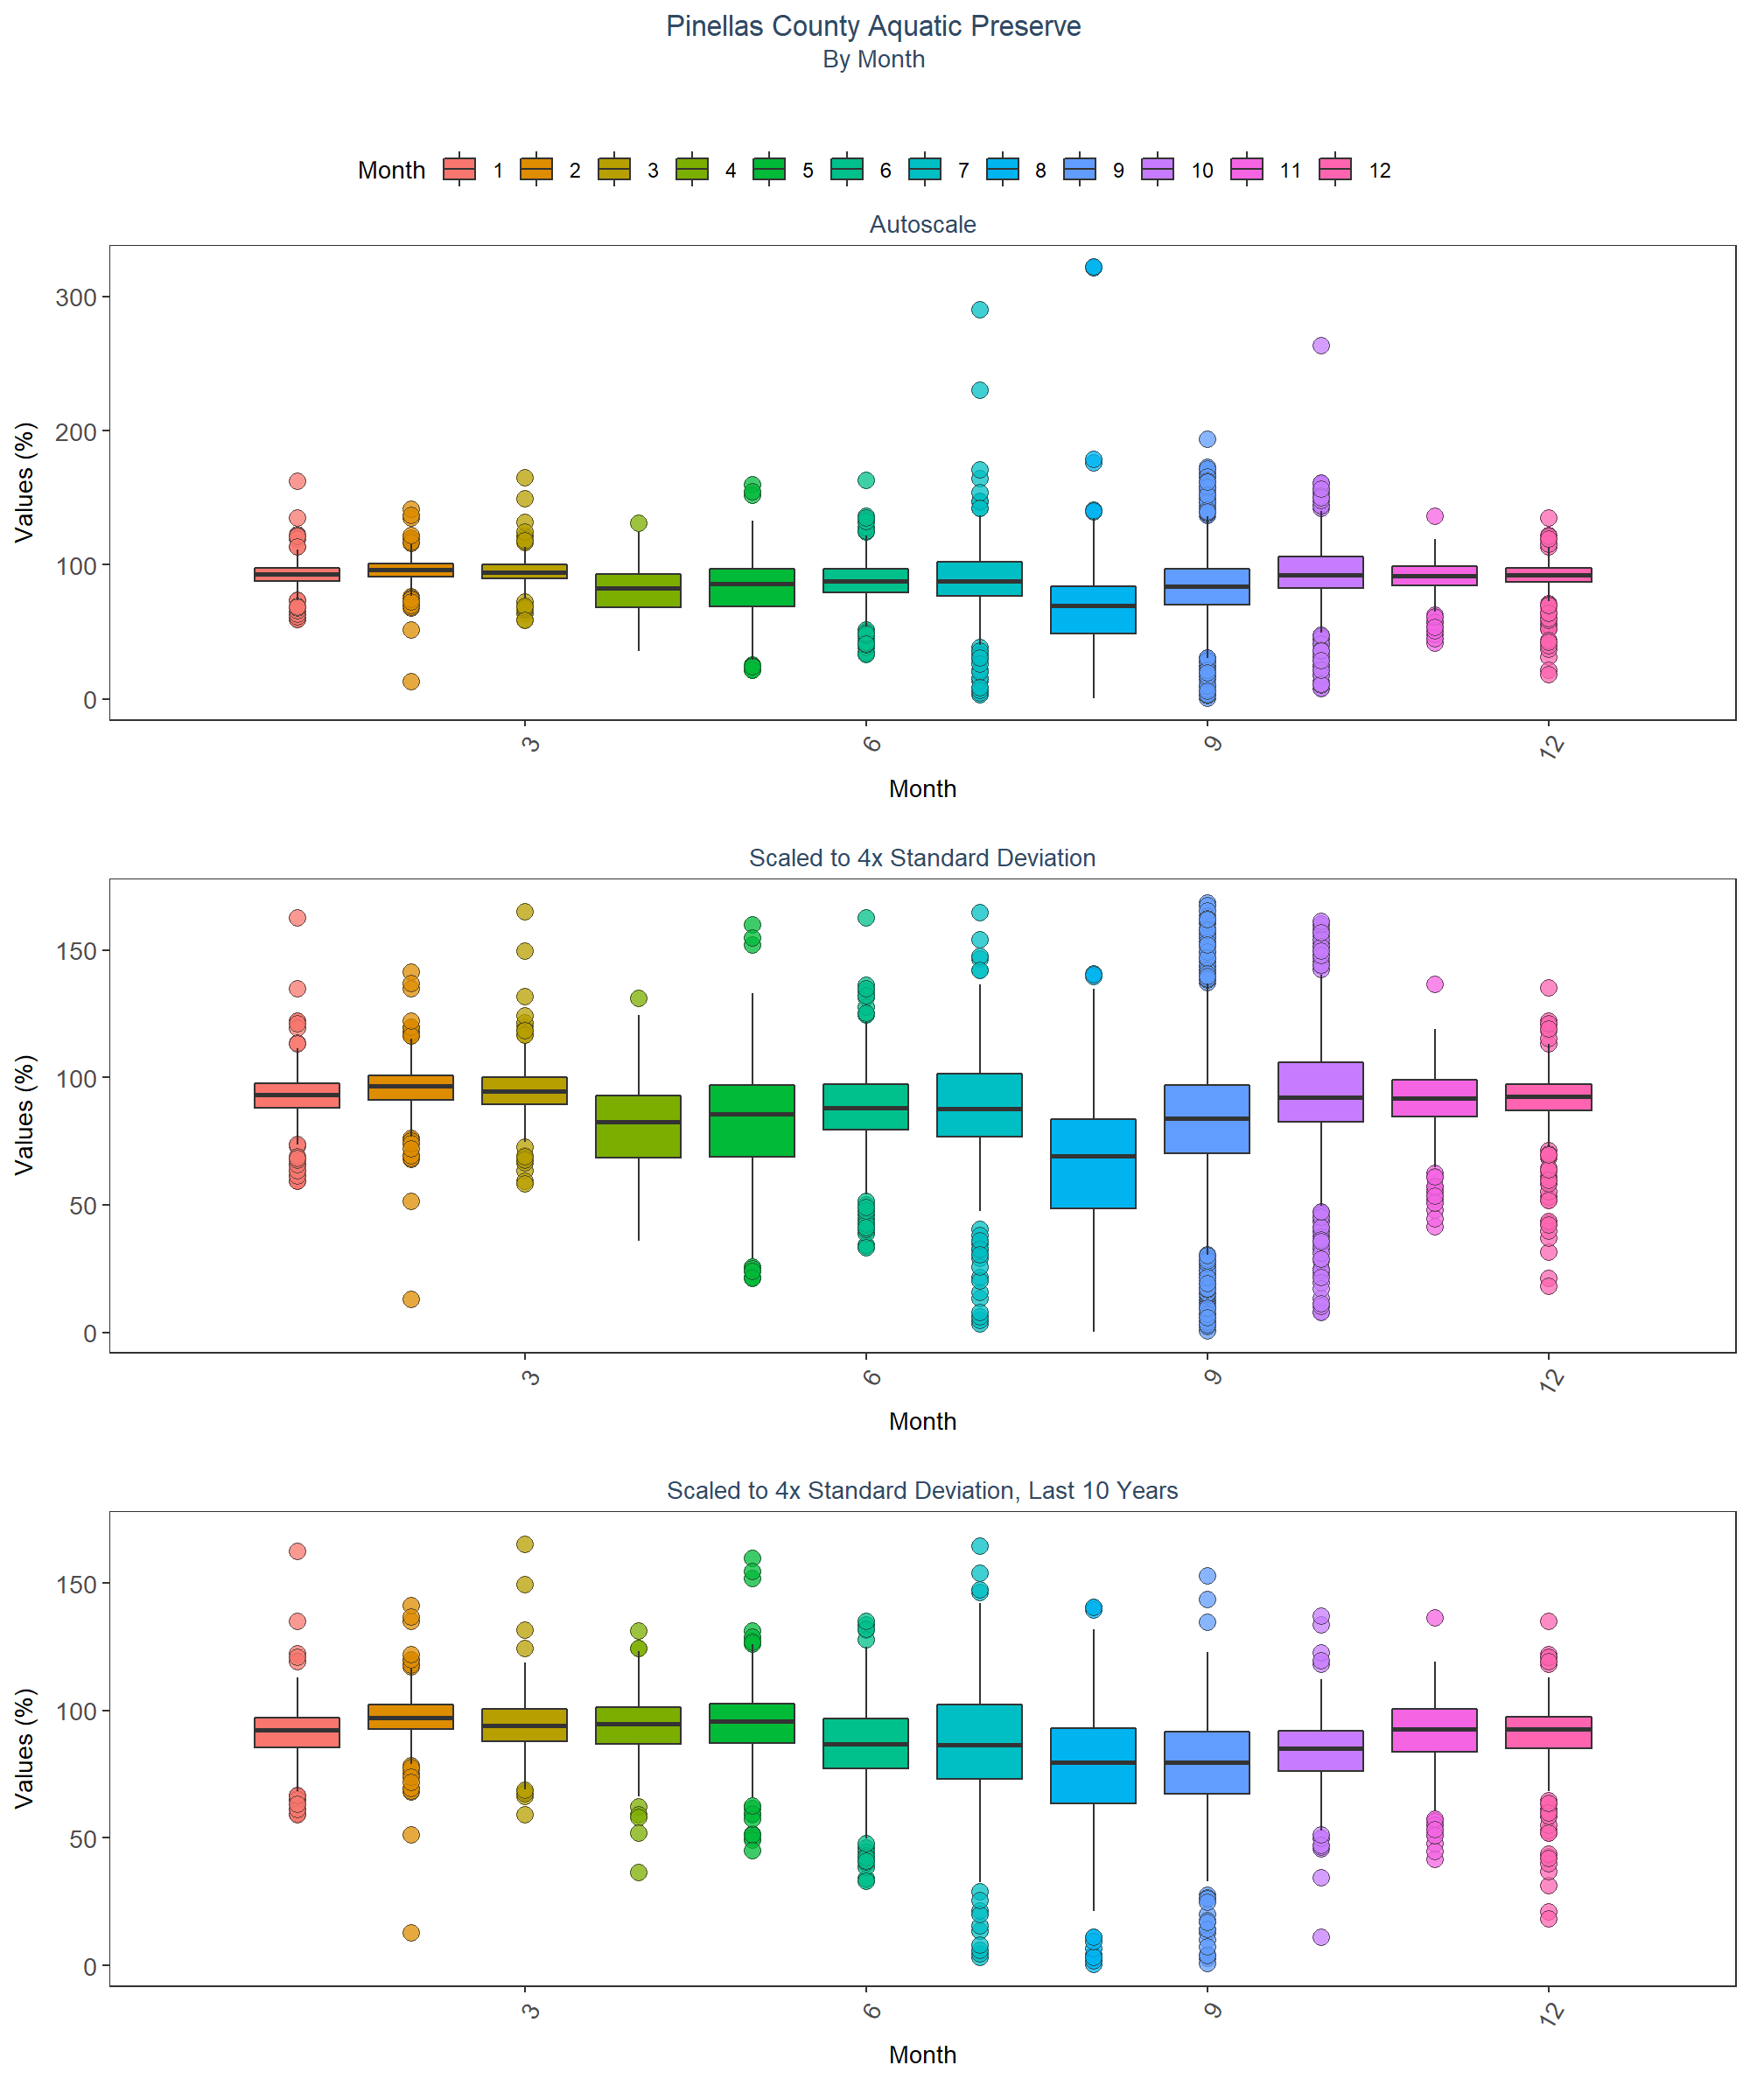 Pinellas County Aquatic Preserve
By Month
Month 1 2 3 4 5 6 7 8 9 10 11 12
Autoscale
Values (%)
300
200
100
0
3 6 9 12
Month
Scaled to 4x Standard Deviation
Values (%)
150
100
50
0
3 6 9 12
Month
Scaled to 4x Standard Deviation, Last 10 Years
Values (%)
150
100
50
0
3 6 9 12
Month